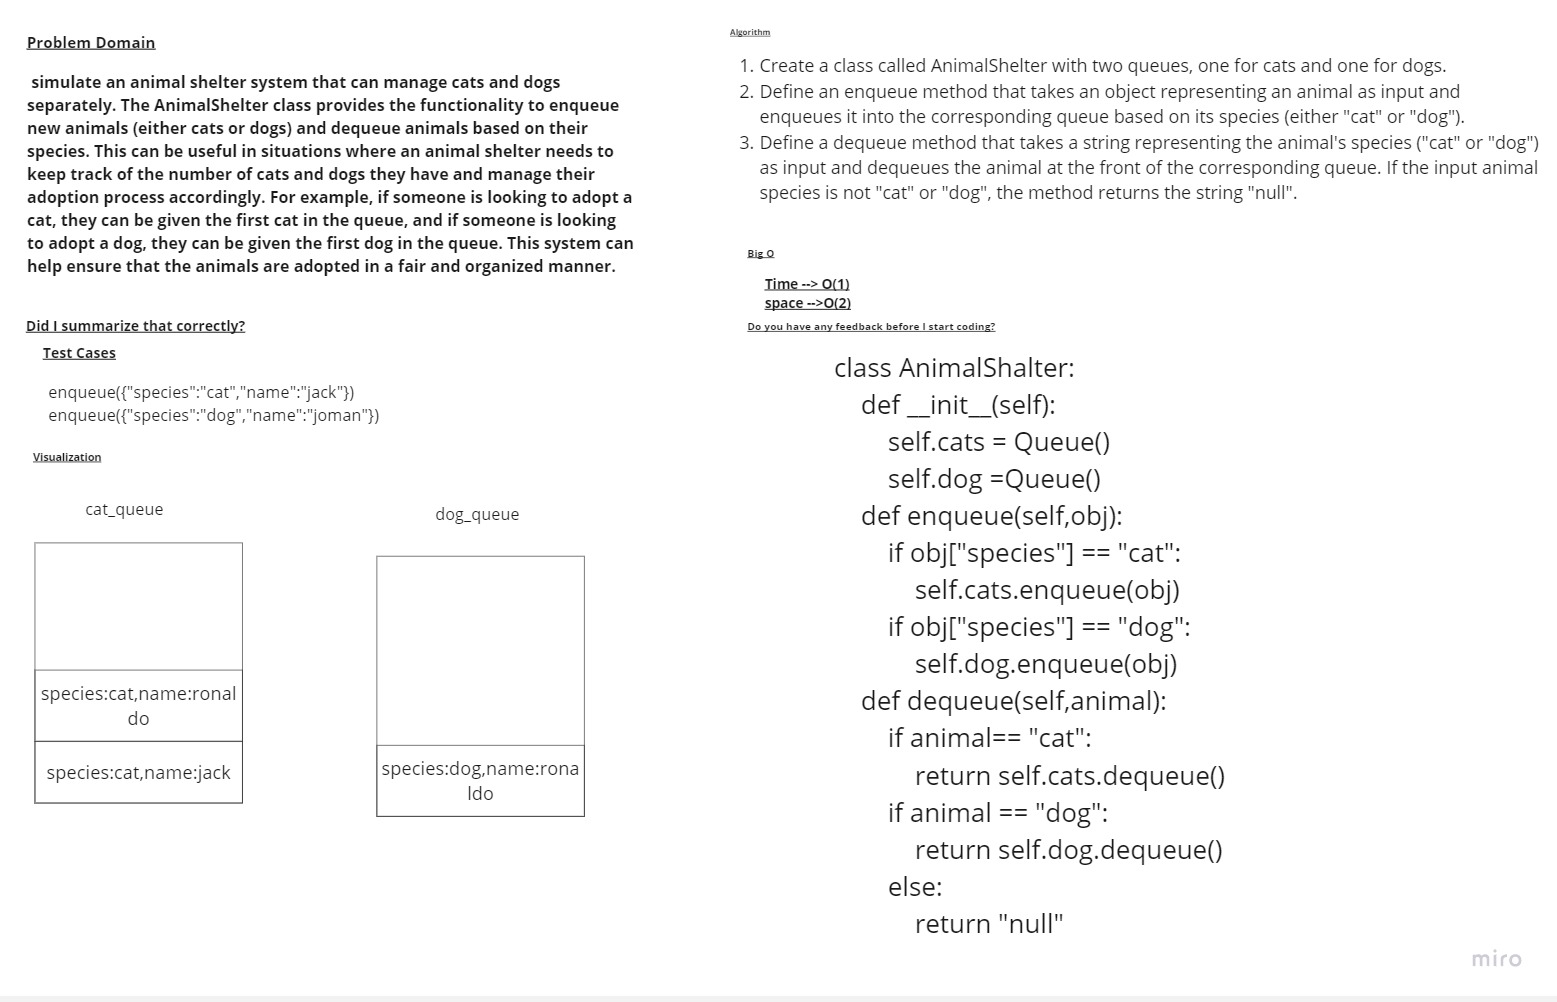 Problem Domain
simulate an animal shelter system that can manage cats and dogs
separately. The AnimalShelter class provides the functionality to enqueue
new animals (either cats or dogs) and dequeue animals based on their
species. This can be useful in situations where an animal shelter needs to
keep track of the number of cats and dogs they have and manage their
adoption process accordingly. For example, if someone is looking to adopt a
cat, they can be given the first cat in the queue, and if someone is looking
to adopt a dog, they can be given the first dog in the queue. This system can
help ensure that the animals are adopted in a fair and organized manner.
Did I summarize that correctly?
Test Cases
enqueue({"species":"cat","name":"jack"})
enqueue({"species":"dog","name":"joman"})
Visualization
cat_queue
species:cat,name:ronal
do
species:cat,name:jack
dog_queue
species:dog,name:rona
ldo
Algorithm
1. Create a class called AnimalShelter with two queues, one for cats and one for dogs.
2. Define an enqueue method that takes an object representing an animal as input and
enqueues it into the corresponding queue based on its species (either "cat" or "dog").
3. Define a dequeue method that takes a string representing the animal's species ("cat" or "dog")
as input and dequeues the animal at the front of the corresponding queue. If the input animal
species is not "cat" or "dog", the method returns the string "null".
Big O
Time --> O(1)
space -->O(2)
Do you have any feedback before I start coding?
class AnimalShalter:
def __init__(self):
self.cats = Queue()
self.dog =Queue()
def enqueue(self,obj):
if obj["species"] == "cat":
self.cats.enqueue(obj)
if obj["species"] == "dog":
self.dog.enqueue(obj)
def dequeue(self,animal):
if animal== "cat":
return self.cats.dequeue()
if animal == "dog":
return self.dog.dequeue()
else:
return "null"
miro